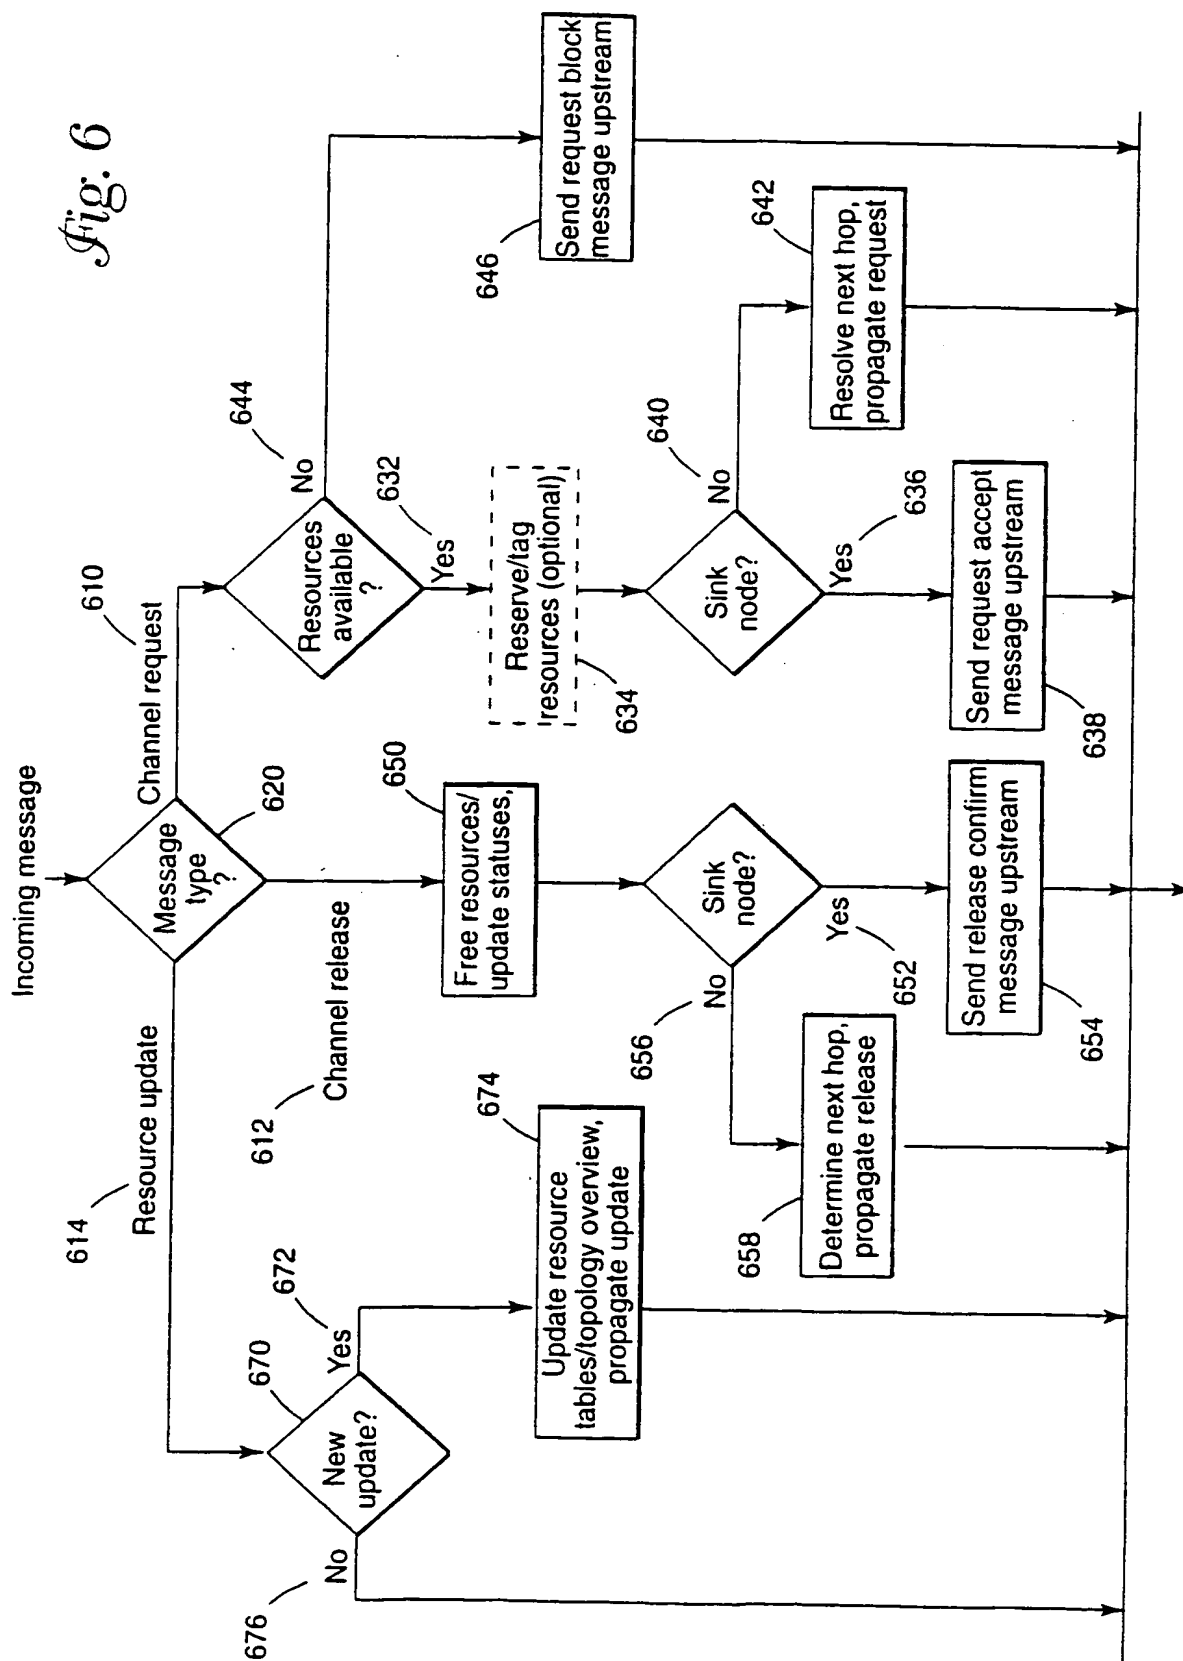 Fig. 6
Incoming message
Message
type
?
620
614
Resource update
612
Channel release
610
Channel request
670
New
update?
672
Yes
676
No
674
Update resource
tables/topology overview,
propagate update
650
Free resources/
update statuses,
Sink
node?
656
No
Yes
652
658
Determine next hop,
propagate release
Send release confirm
message upstream
654
Resources
available
?
644
No
632
Yes
Reserve/tag
resources (optional)
634
Sink
node?
640
No
Yes
636
642
Resolve next hop,
propagate request
Send request accept
message upstream
638
646
Send request block
message upstream